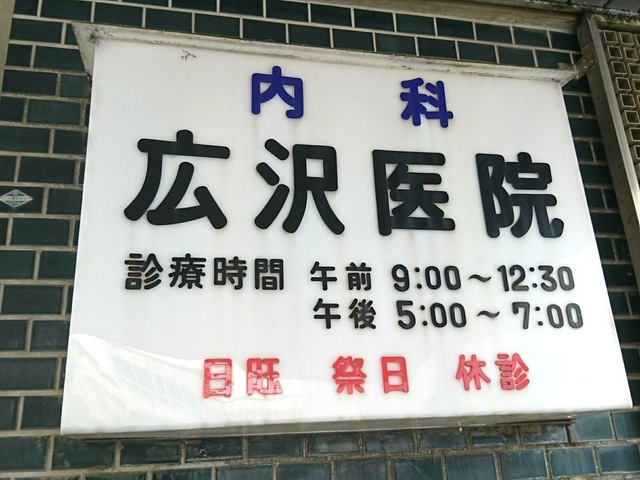 内科
広沢医院
診療時間 午前 9:00～12:30
午後 5:00～7:00
日 祭日 休診